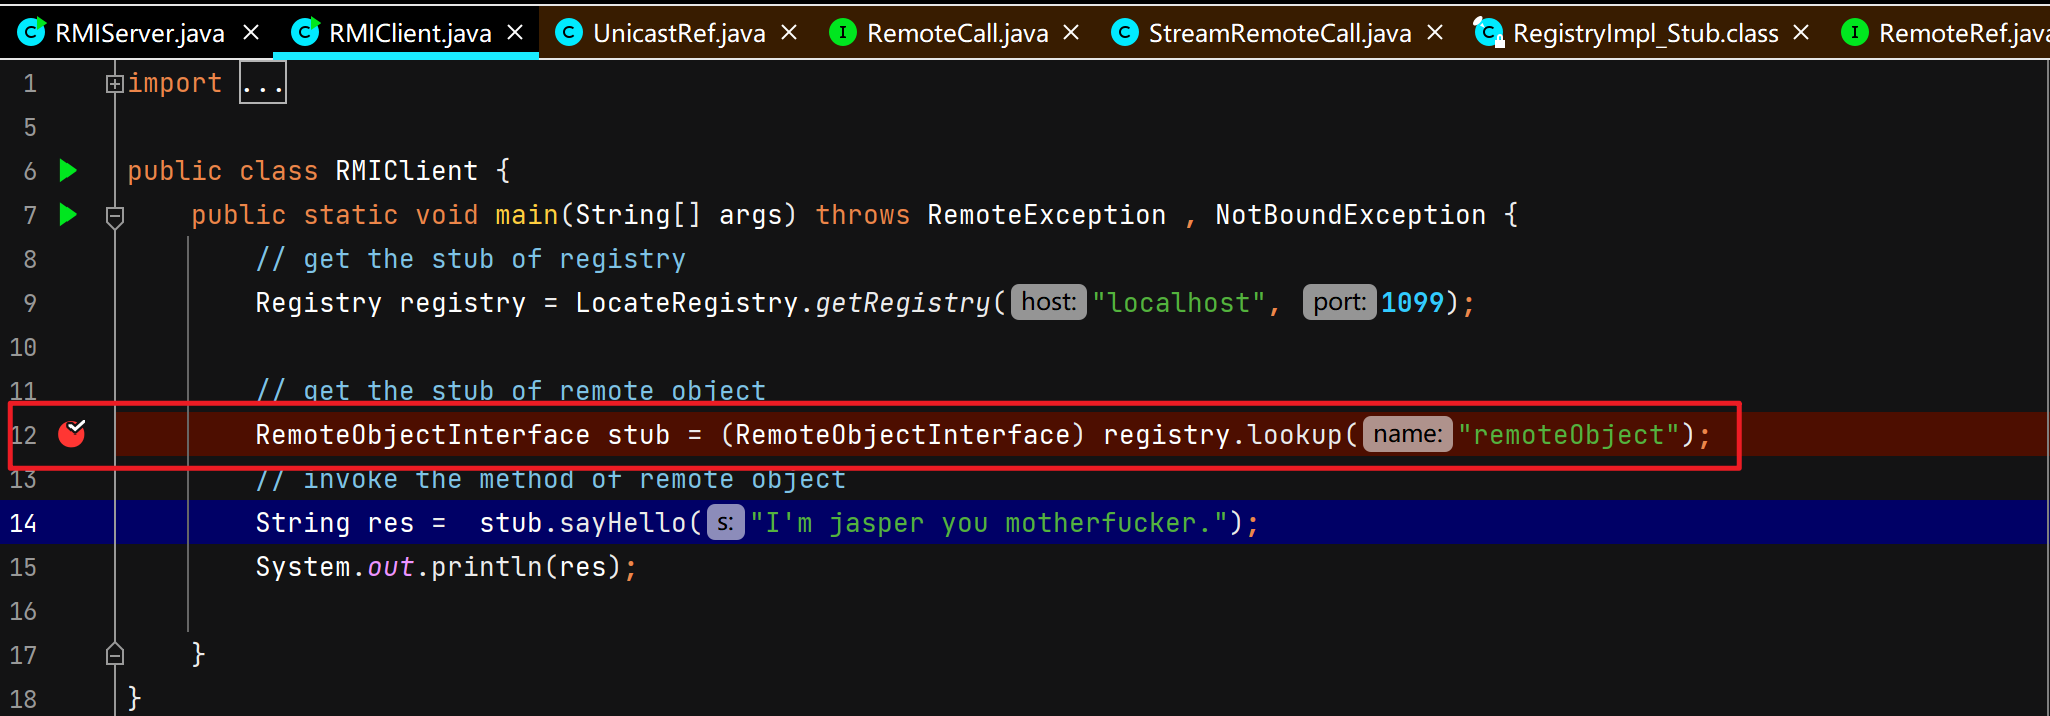 RMIServer.java RMIClient.java UnicastRef.java RemoteCall.java StreamRemoteCall.java RegistryImpl_Stub.class RemoteRef.java
1 import ...
5
6 public class RMIClient {
7 public static void main(String[] args) throws RemoteException , NotBoundException {
8 // get the stub of registry
9 Registry registry = LocateRegistry.getRegistry( host: "localhost", port: 1099);
10
11 // get the stub of remote object
12 RemoteObjectInterface stub = (RemoteObjectInterface) registry.lookup( name: "remoteObject");
13 // invoke the method of remote object
14 String res = stub.sayHello( s: "I'm jasper you motherfucker.");
15 System.out.println(res);
16
17 }
18 }